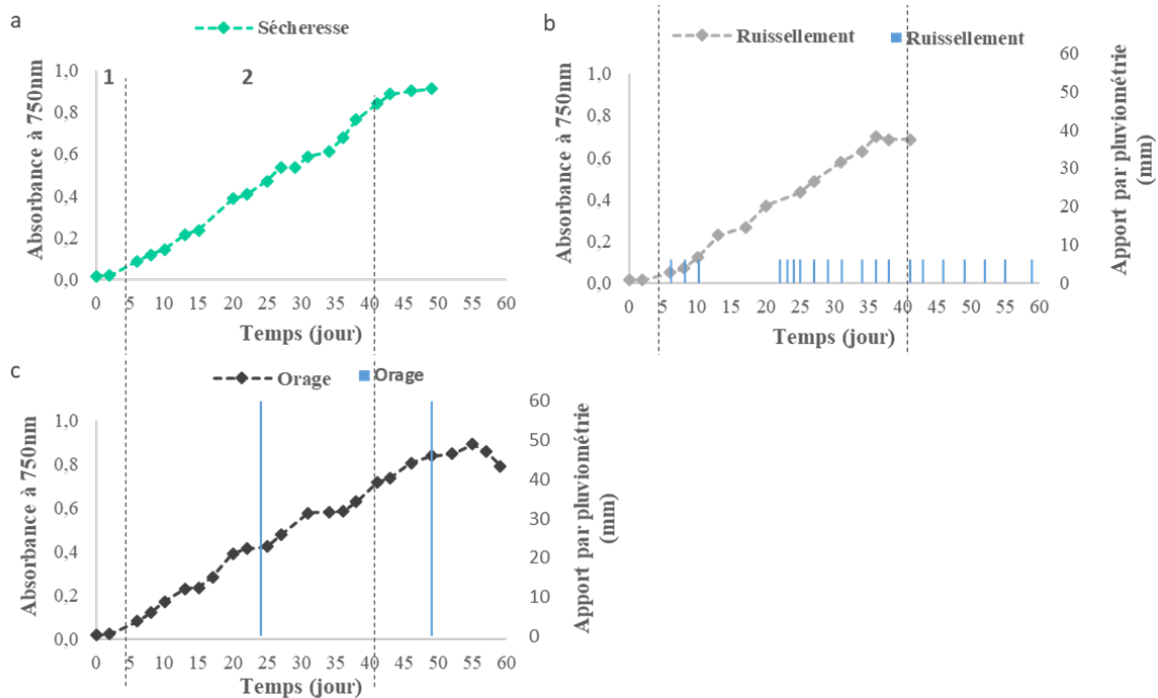 a
Sécheresse
1 2
Absorbance à 750nm
1,0
0,8
0,6
0,4
0,2
0,0
0 5 10 15 20 25 30 35 40 45 50 55 60
Temps (jour)
b
Ruissellement Ruissellement
Absorbance à 750nm
1,0
0,8
0,6
0,4
0,2
0,0
0 5 10 15 20 25 30 35 40 45 50 55 60
Temps (jour)
60
50
40
30
20
10
0
Apport par pluviométrie
(mm)
c
Orage Orage
Absorbance à 750nm
1,0
0,8
0,6
0,4
0,2
0,0
0 5 10 15 20 25 30 35 40 45 50 55 60
Temps (jour)
60
50
40
30
20
10
0
Apport par pluviométrie
(mm)